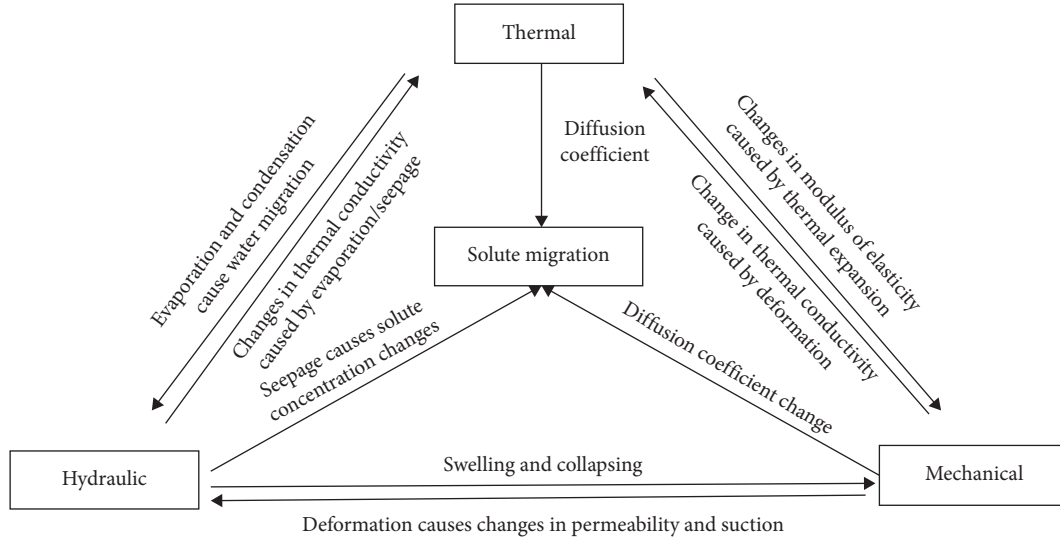 Thermal
Evaporation and condensation
cause water migration
Changes in thermal conductivity
caused by evaporation/seepage
Diffusion
coefficient
Changes in modulus of elasticity
caused by thermal expansion
Change in thermal conductivity
caused by deformation
Solute migration
Seepage causes solute
concentration changes
Diffusion coefficient change
Hydraulic
Swelling and collapsing
Mechanical
Deformation causes changes in permeability and suction